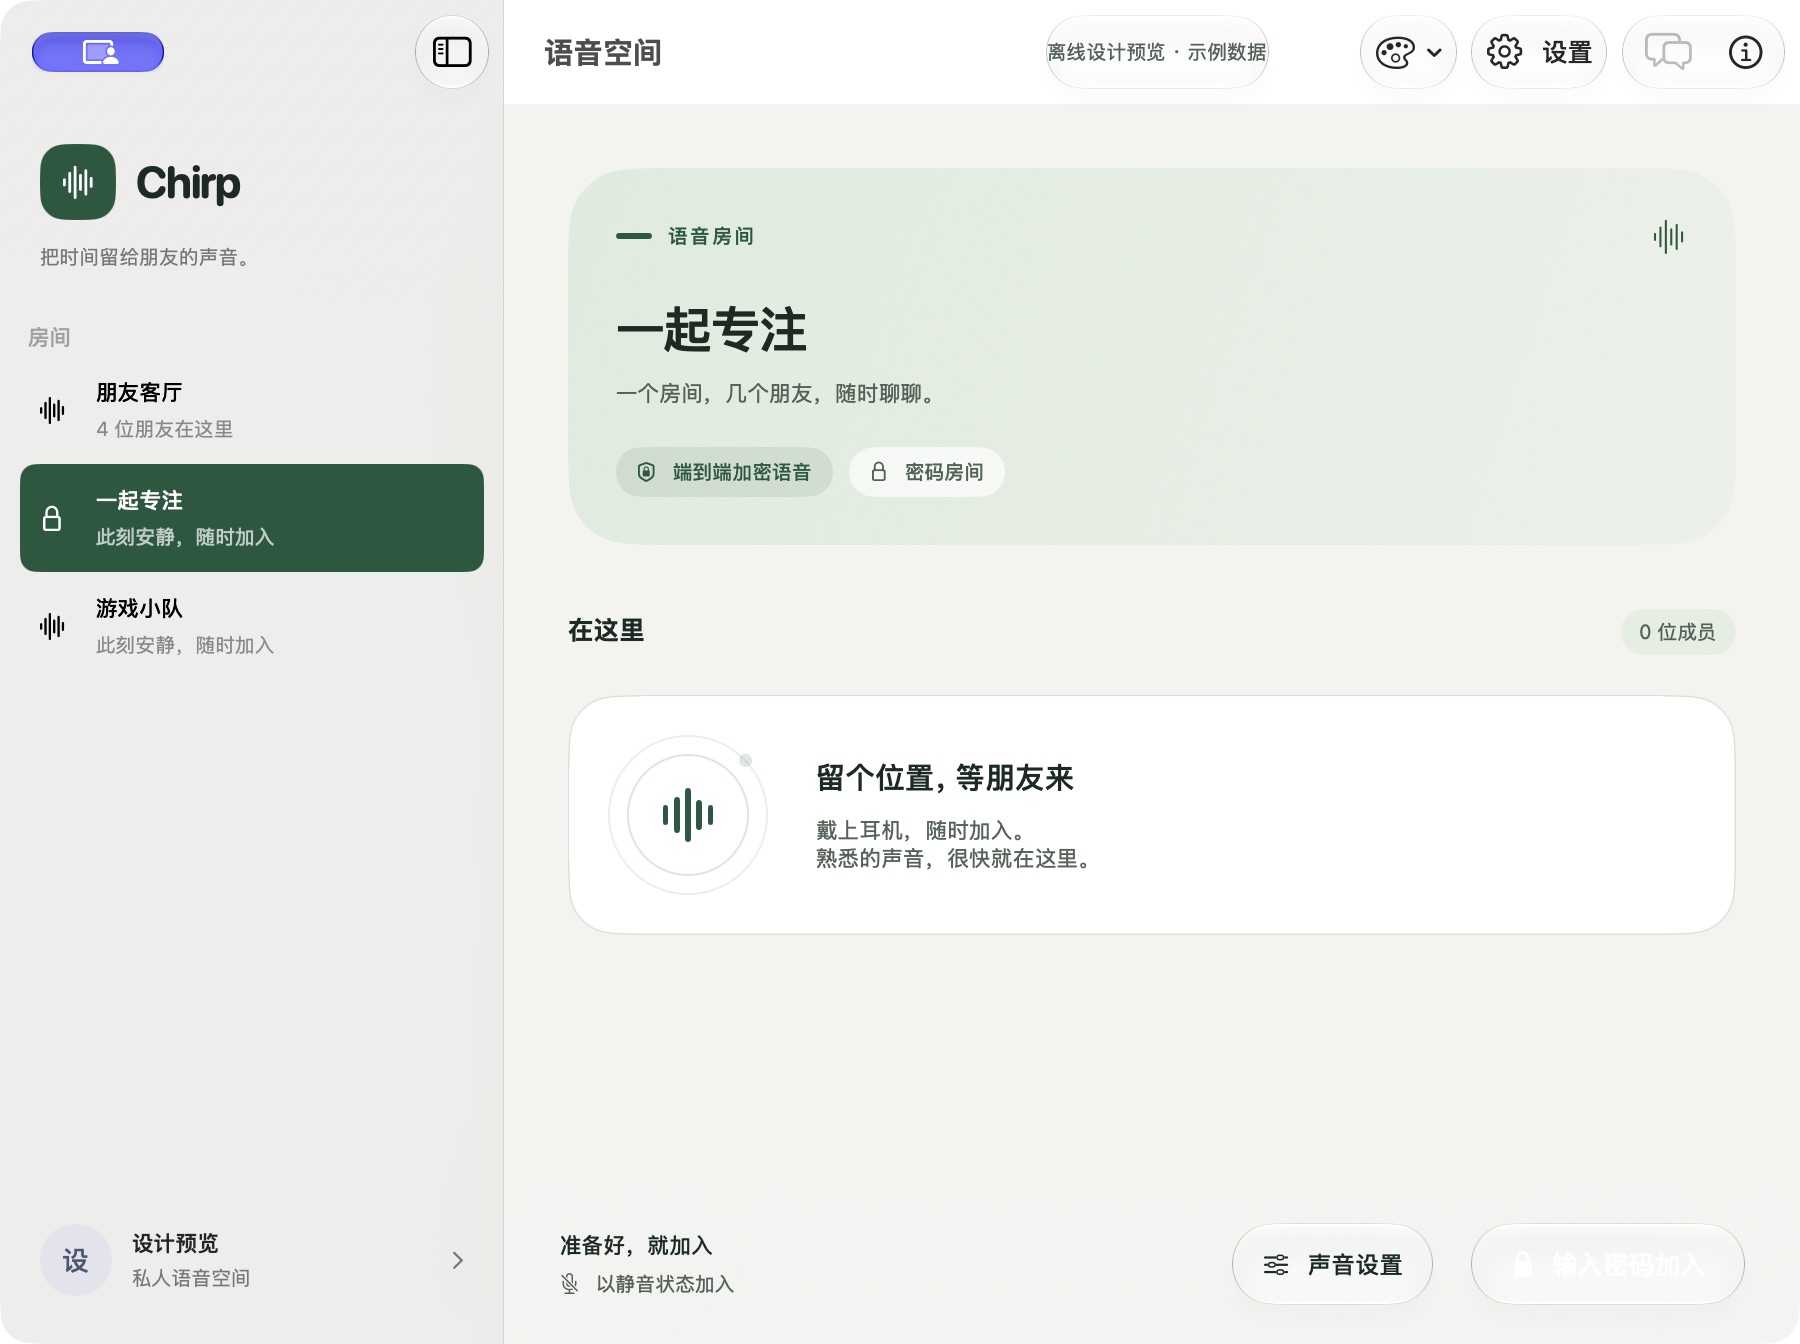 语音空间
离线设计预览 · 示例数据
设置
Chirp
把时间留给朋友的声音。
房间
朋友客厅
4 位朋友在这里
一起专注
此刻安静，随时加入
游戏小队
此刻安静，随时加入
设
设计预览
私人语音空间
语音房间
一起专注
一个房间，几个朋友，随时聊聊。
端到端加密语音
密码房间
在这里
0 位成员
留个位置，等朋友来
戴上耳机，随时加入。
熟悉的声音，很快就在这里。
准备好，就加入
以静音状态加入
声音设置
输入密码加入